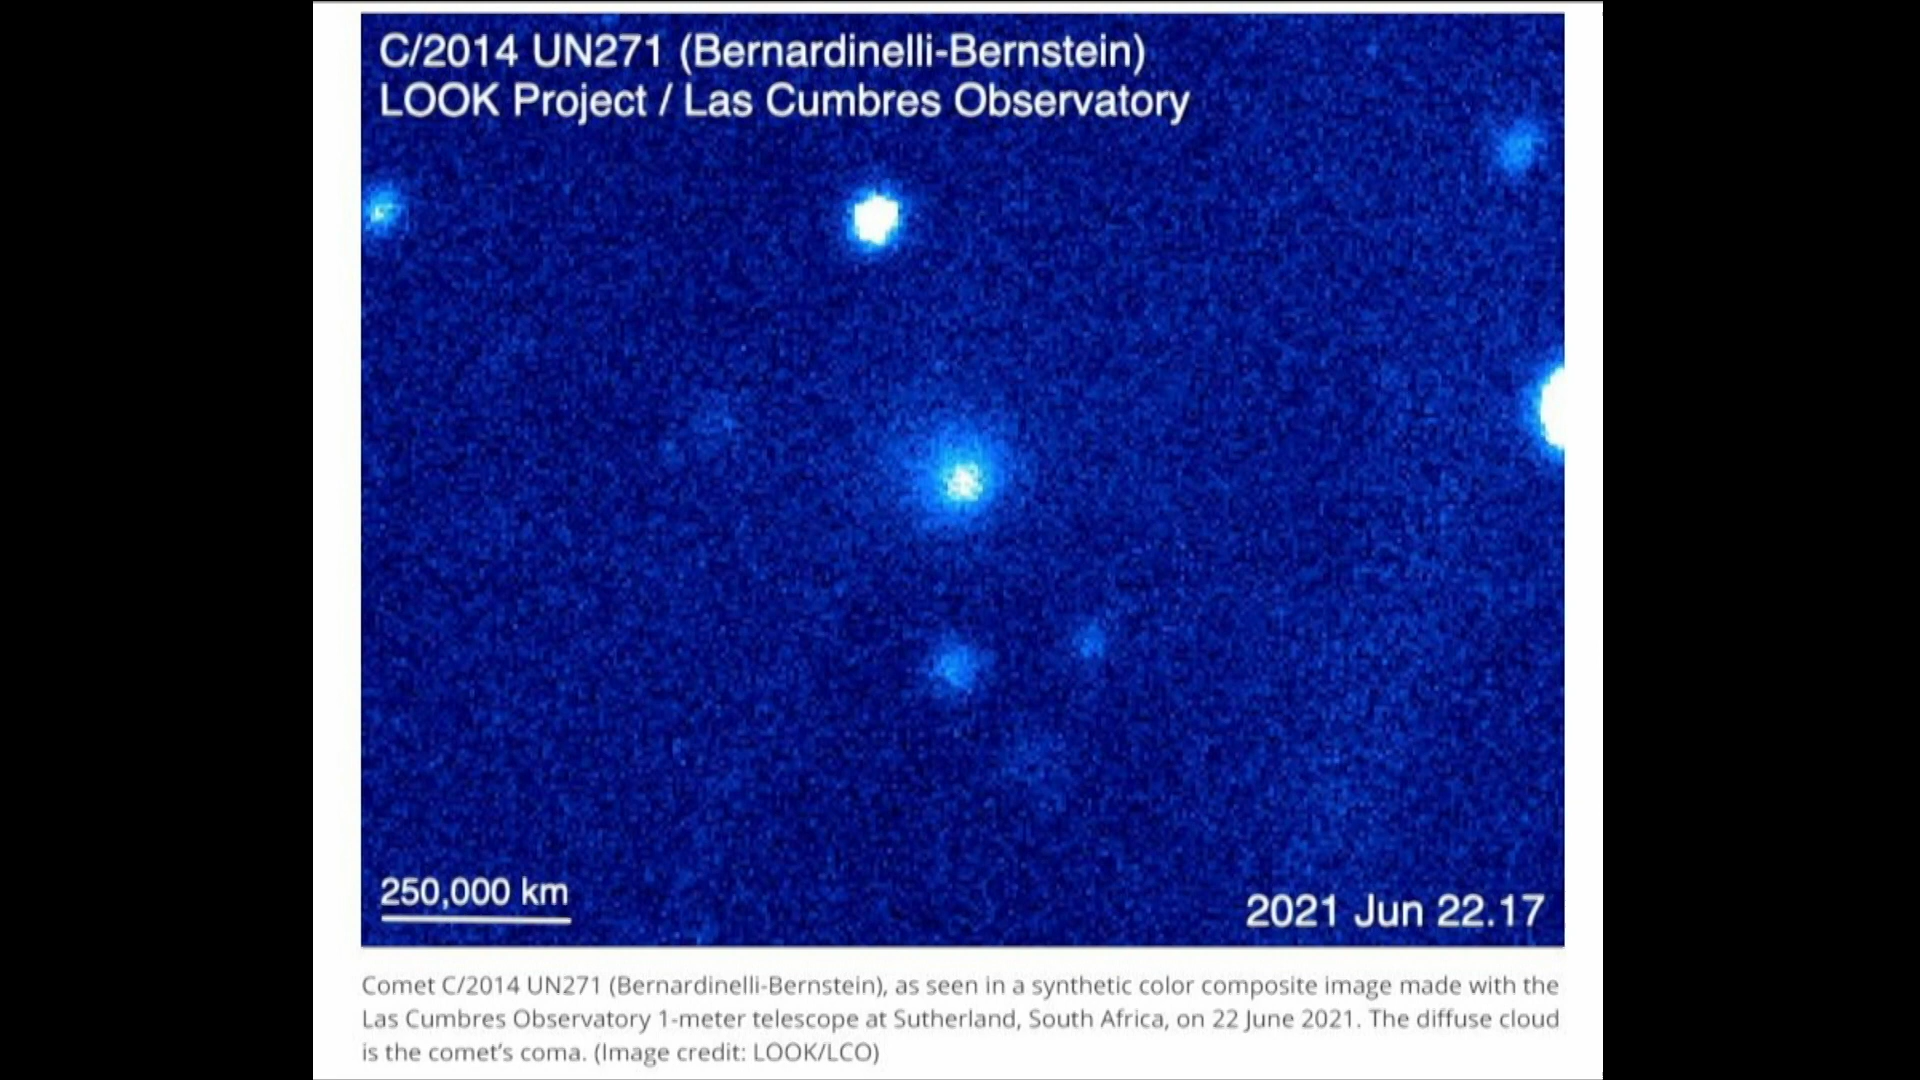 C/2014 UN271 (Bernardinelli-Bernstein)
LOOK Project / Las Cumbres Observatory
250,000 km
2021 Jun 22.17
Comet C/2014 UN271 (Bernardinelli-Bernstein), as seen in a synthetic color composite image made with the
Las Cumbres Observatory 1-meter telescope at Sutherland, South Africa, on 22 June 2021. The diffuse cloud
is the comet’s coma. (Image credit: LOOK/LCO)